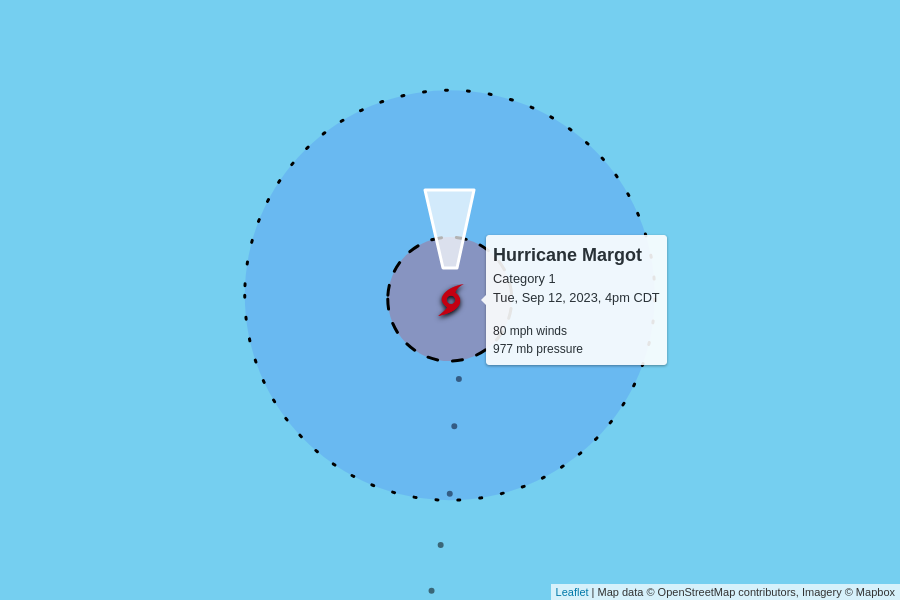 Hurricane Margot
Category 1
Tue, Sep 12, 2023, 4pm CDT
80 mph winds
977 mb pressure
Leaflet | Map data © OpenStreetMap contributors, Imagery © Mapbox